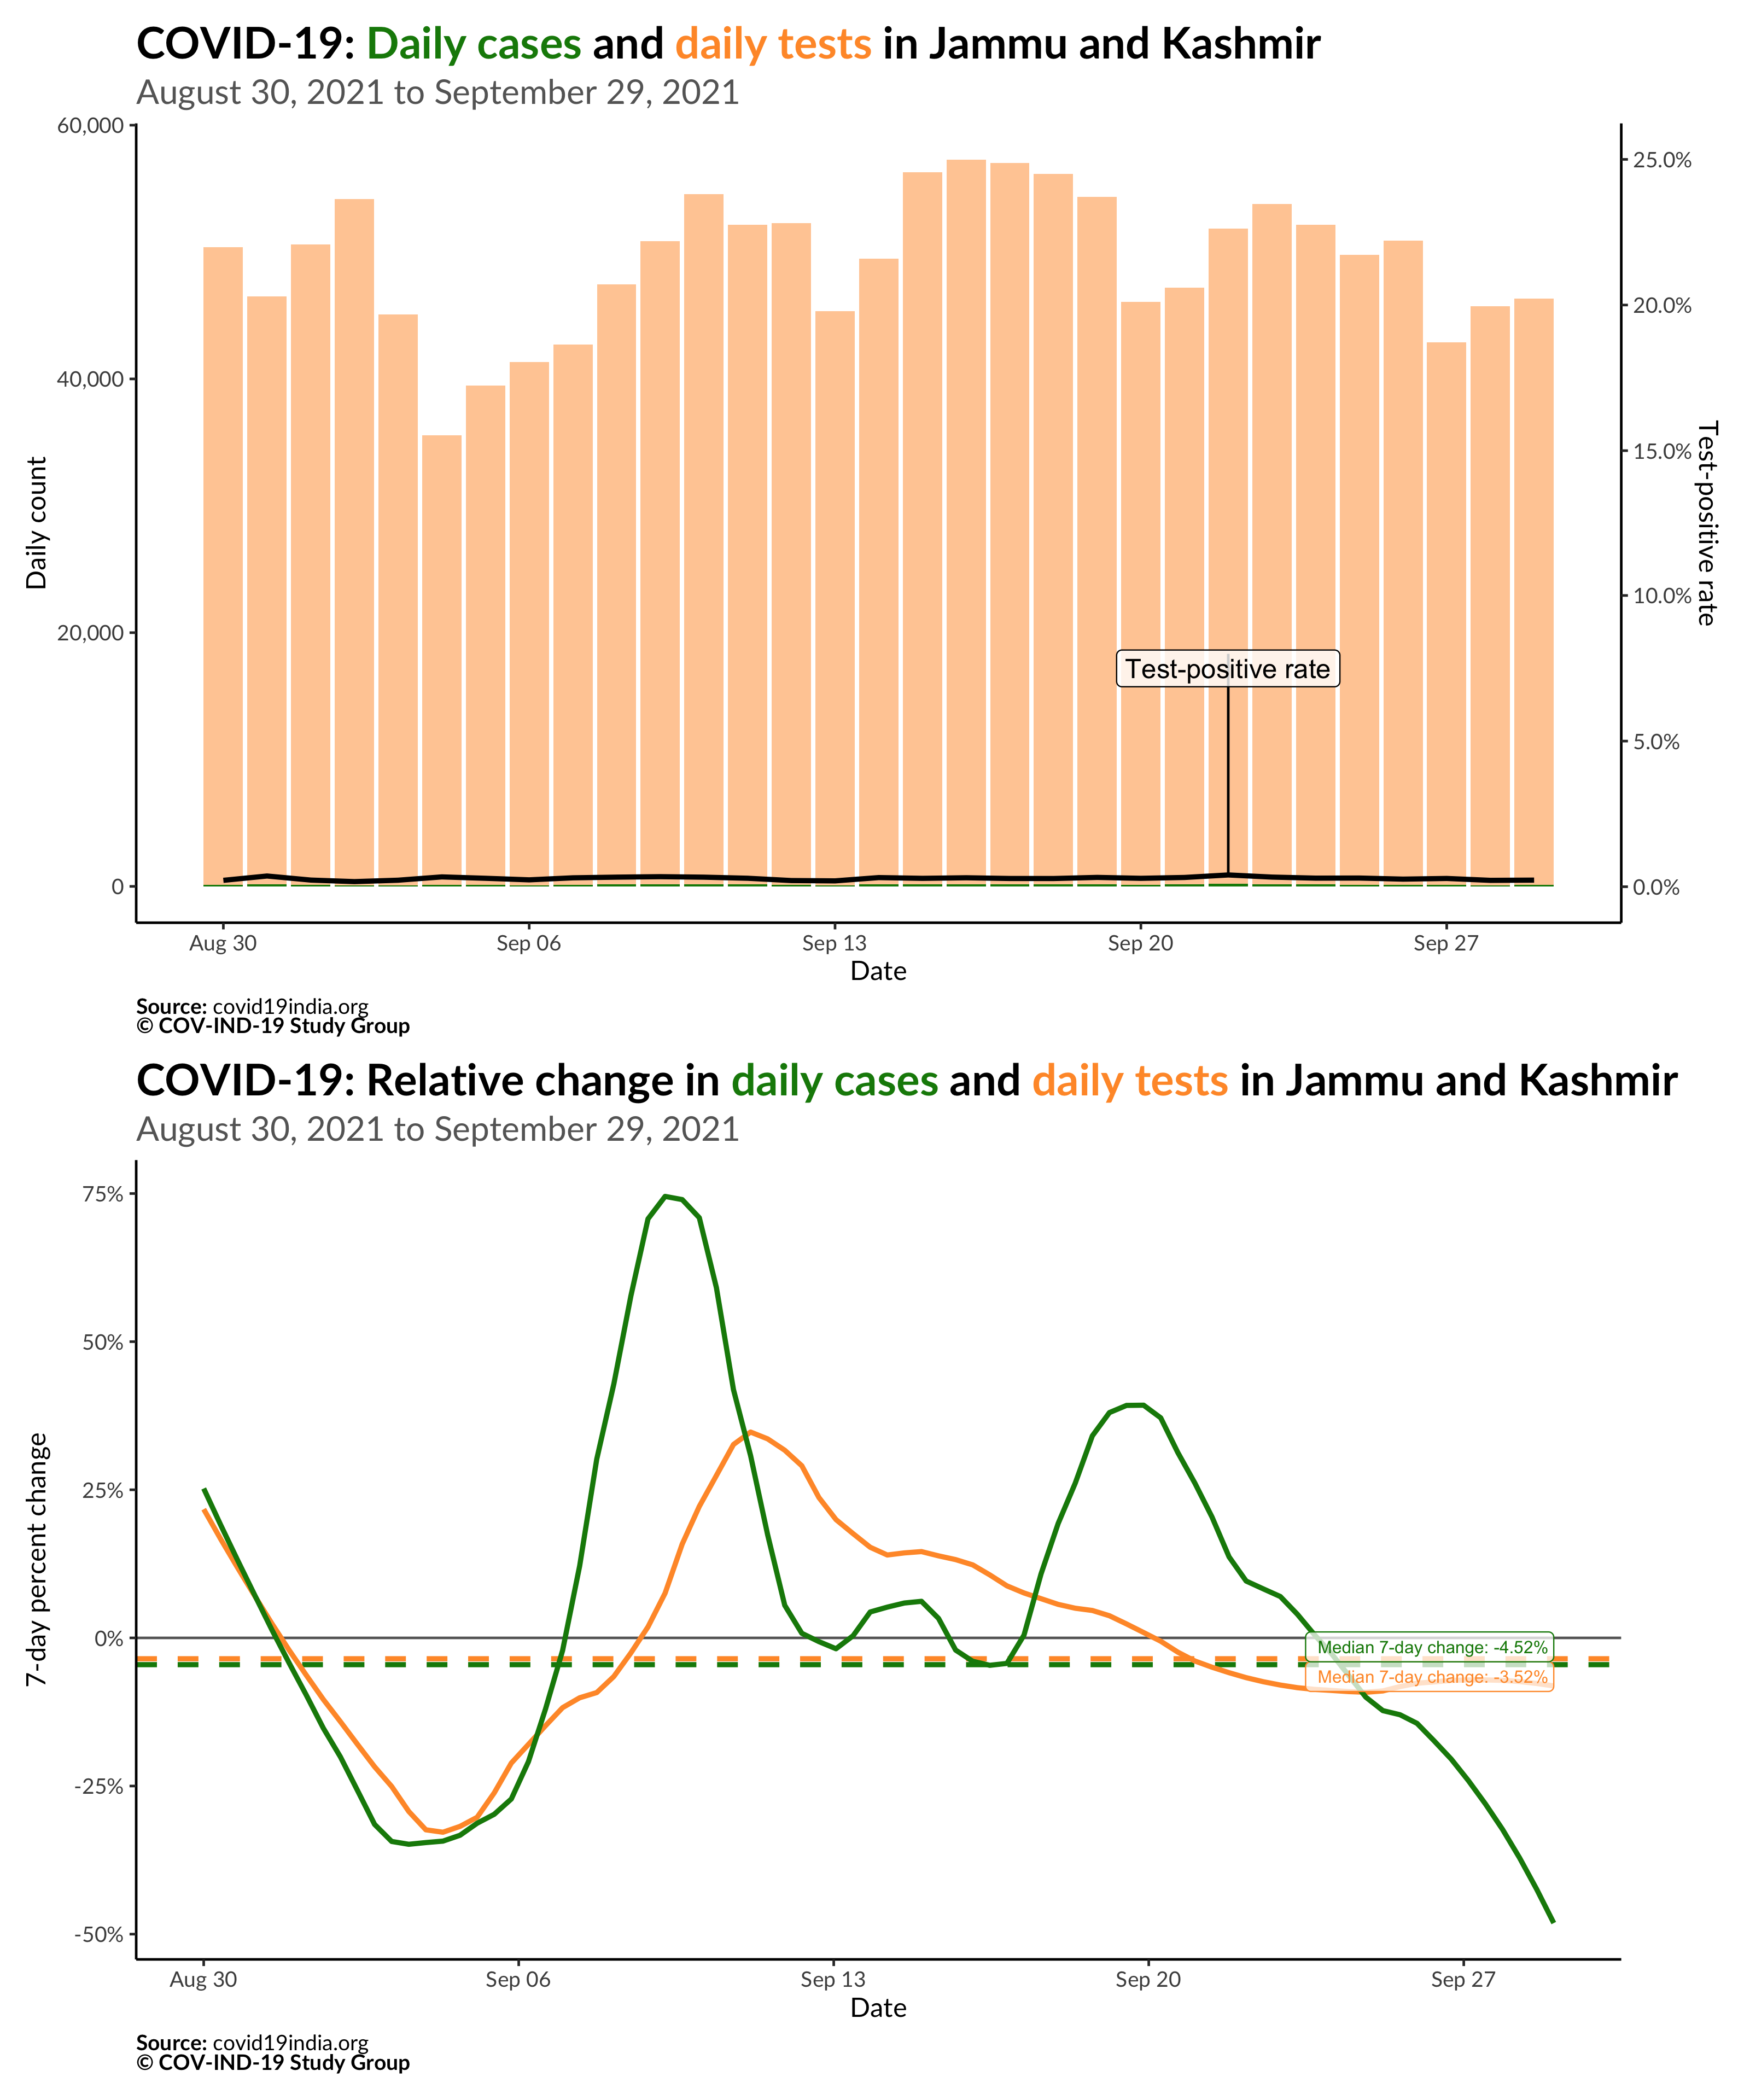 COVID-19: Daily cases and daily tests in Jammu and Kashmir
August 30, 2021 to September 29, 2021
60,000
40,000
20,000
0
Daily count
25.0%
20.0%
15.0%
10.0%
5.0%
0.0%
Test-positive rate
Test-positive rate
Aug 30
Sep 06
Sep 13
Sep 20
Sep 27
Date
Source: covid19india.org
© COV-IND-19 Study Group
COVID-19: Relative change in daily cases and daily tests in Jammu and Kashmir
August 30, 2021 to September 29, 2021
75%
50%
25%
0%
-25%
-50%
7-day percent change
Median 7-day change: -4.52%
Median 7-day change: -3.52%
Aug 30
Sep 06
Sep 13
Sep 20
Sep 27
Date
Source: covid19india.org
© COV-IND-19 Study Group